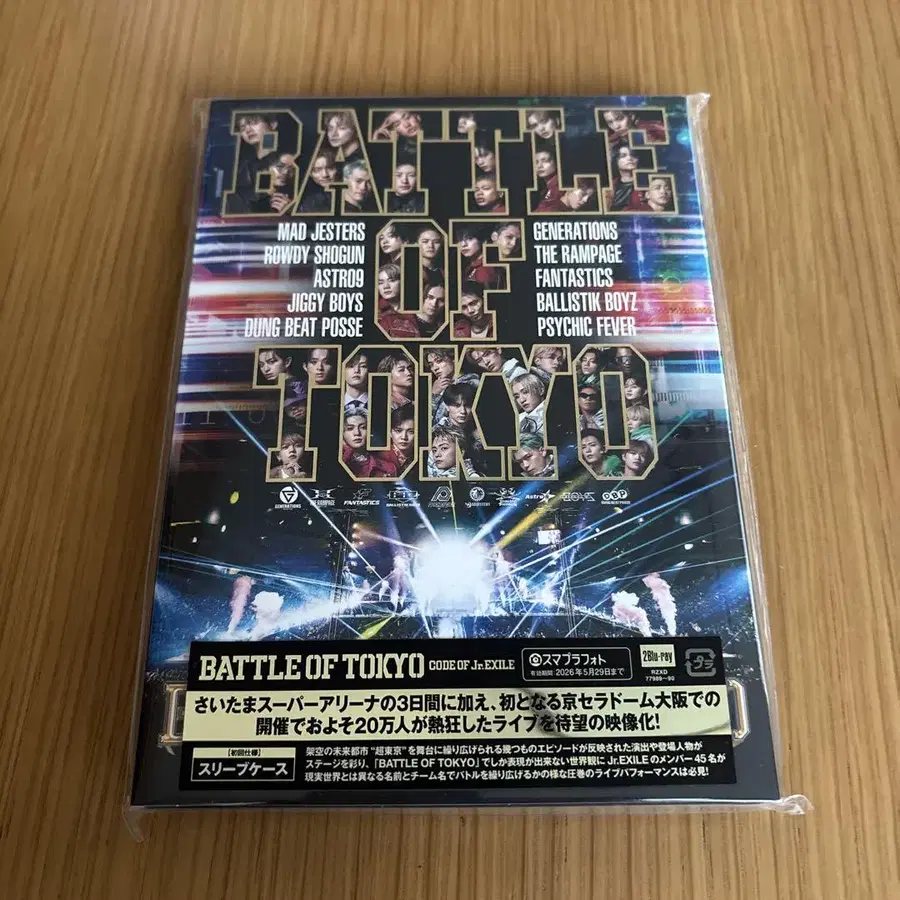 BATTLE
OF
TOKYO
MAD JESTERS
ROWDY SHOGUN
ASTRO9
JIGGY BOYS
DUNG BEAT POSSE
GENERATIONS
THE RAMPAGE
FANTASTICS
BALLISTIK BOYZ
PSYCHIC FEVER
GENERATIONS
THE RAMPAGE
FANTASTICS
BATTLE OF TOKYO CODE OF Jr.EXILE
スマプラフォト
有効期間 2026年5月29日まで
2Blu-ray
RZXD
77989~90
プラ
さいたまスーパーアリーナの3日間に加え、初となる京セラドーム大阪での
開催でおよそ20万人が熱狂したライブを待望の映像化!
【初回仕様】
スリーブケース
架空の未来都市"超東京"を舞台に繰り広げられる幾つものエピソードが反映された演出や登場人物が
ステージを彩り、「BATTLE OF TOKYO」でしか表現が出来ない世界観に Jr.EXILE のメンバー 45 名が
現実世界とは異なる名前とチーム名でバトルを繰り広げるかの様な圧巻のライブパフォーマンスは必見!